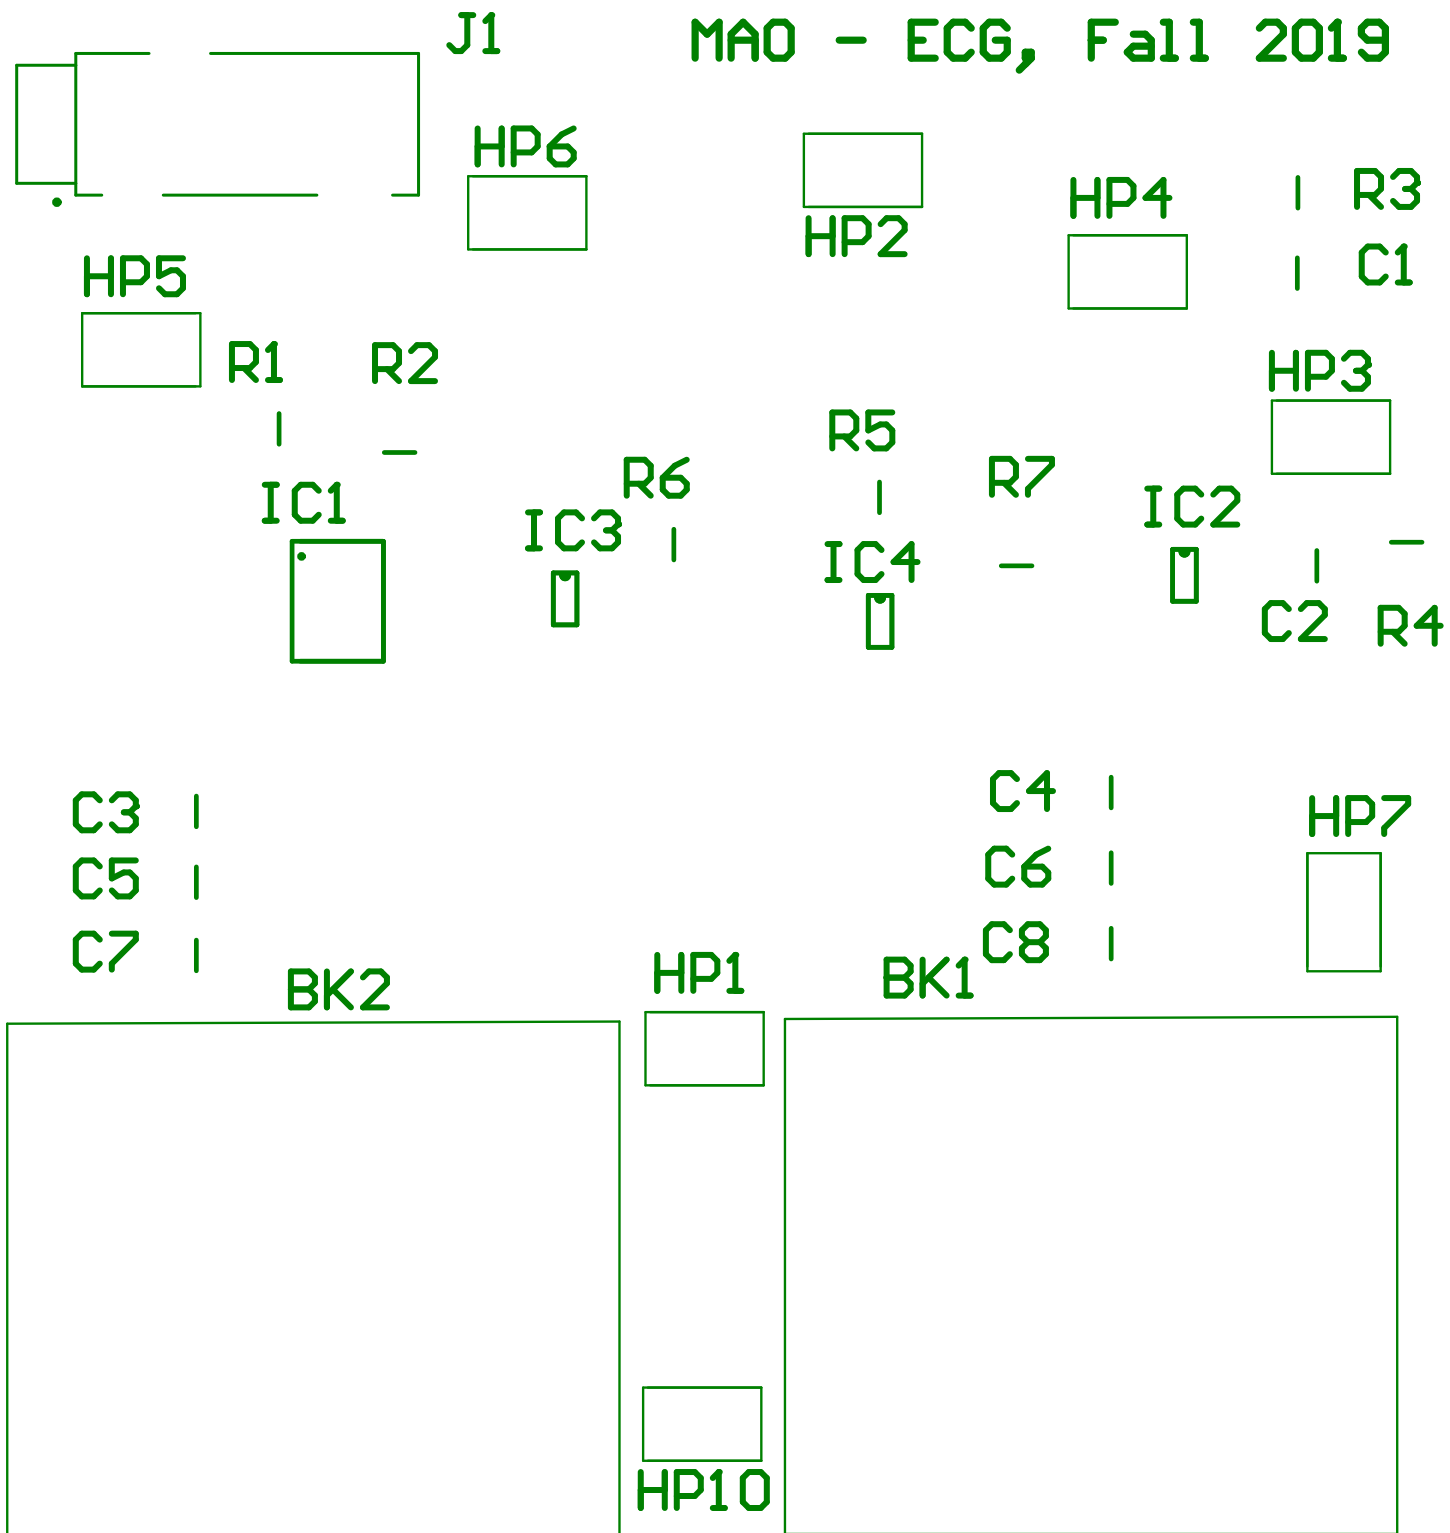 J1
MAO - ECG, Fall 2019
HP6
HP2
HP4
R3
C1
HP5
R1
R2
HP3
R5
R6
R7
IC1
IC3
IC4
IC2
C2
R4
C3
C4
HP7
C5
C6
C7
C8
BK2
HP1
BK1
HP10